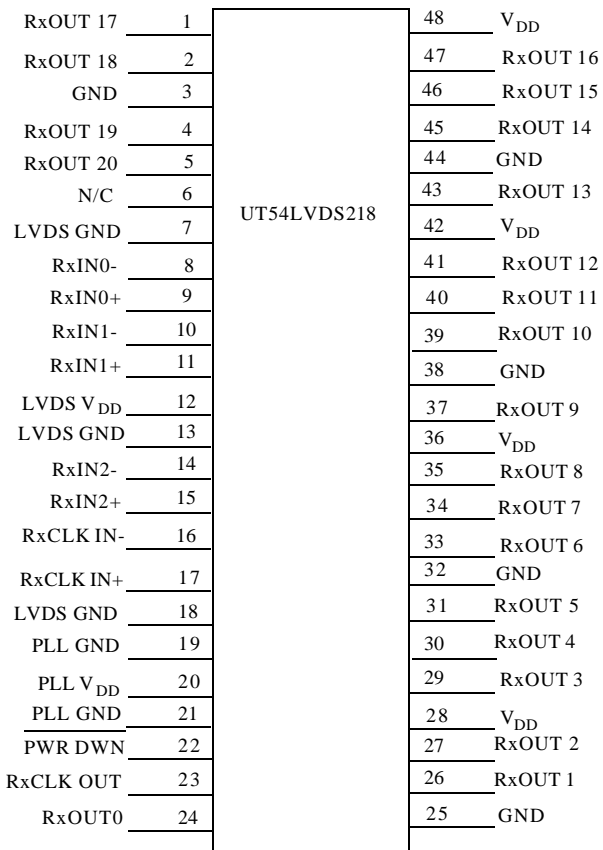 RxOUT 17 1 48 VDD
RxOUT 18 2 47 RxOUT 16
GND 3 46 RxOUT 15
RxOUT 19 4 45 RxOUT 14
RxOUT 20 5 44 GND
N/C 6 43 RxOUT 13
UT54LVDS218
LVDS GND 7 42 VDD
RxIN0- 8 41 RxOUT 12
RxIN0+ 9 40 RxOUT 11
RxIN1- 10 39 RxOUT 10
RxIN1+ 11 38 GND
LVDS VDD 12 37 RxOUT 9
LVDS GND 13 36 VDD
RxIN2- 14 35 RxOUT 8
RxIN2+ 15 34 RxOUT 7
RxCLK IN- 16 33 RxOUT 6
RxCLK IN+ 17 32 GND
LVDS GND 18 31 RxOUT 5
PLL GND 19 30 RxOUT 4
PLL VDD 20 29 RxOUT 3
PLL GND 21 28 VDD
PWR DWN 22 27 RxOUT 2
RxCLK OUT 23 26 RxOUT 1
RxOUT0 24 25 GND